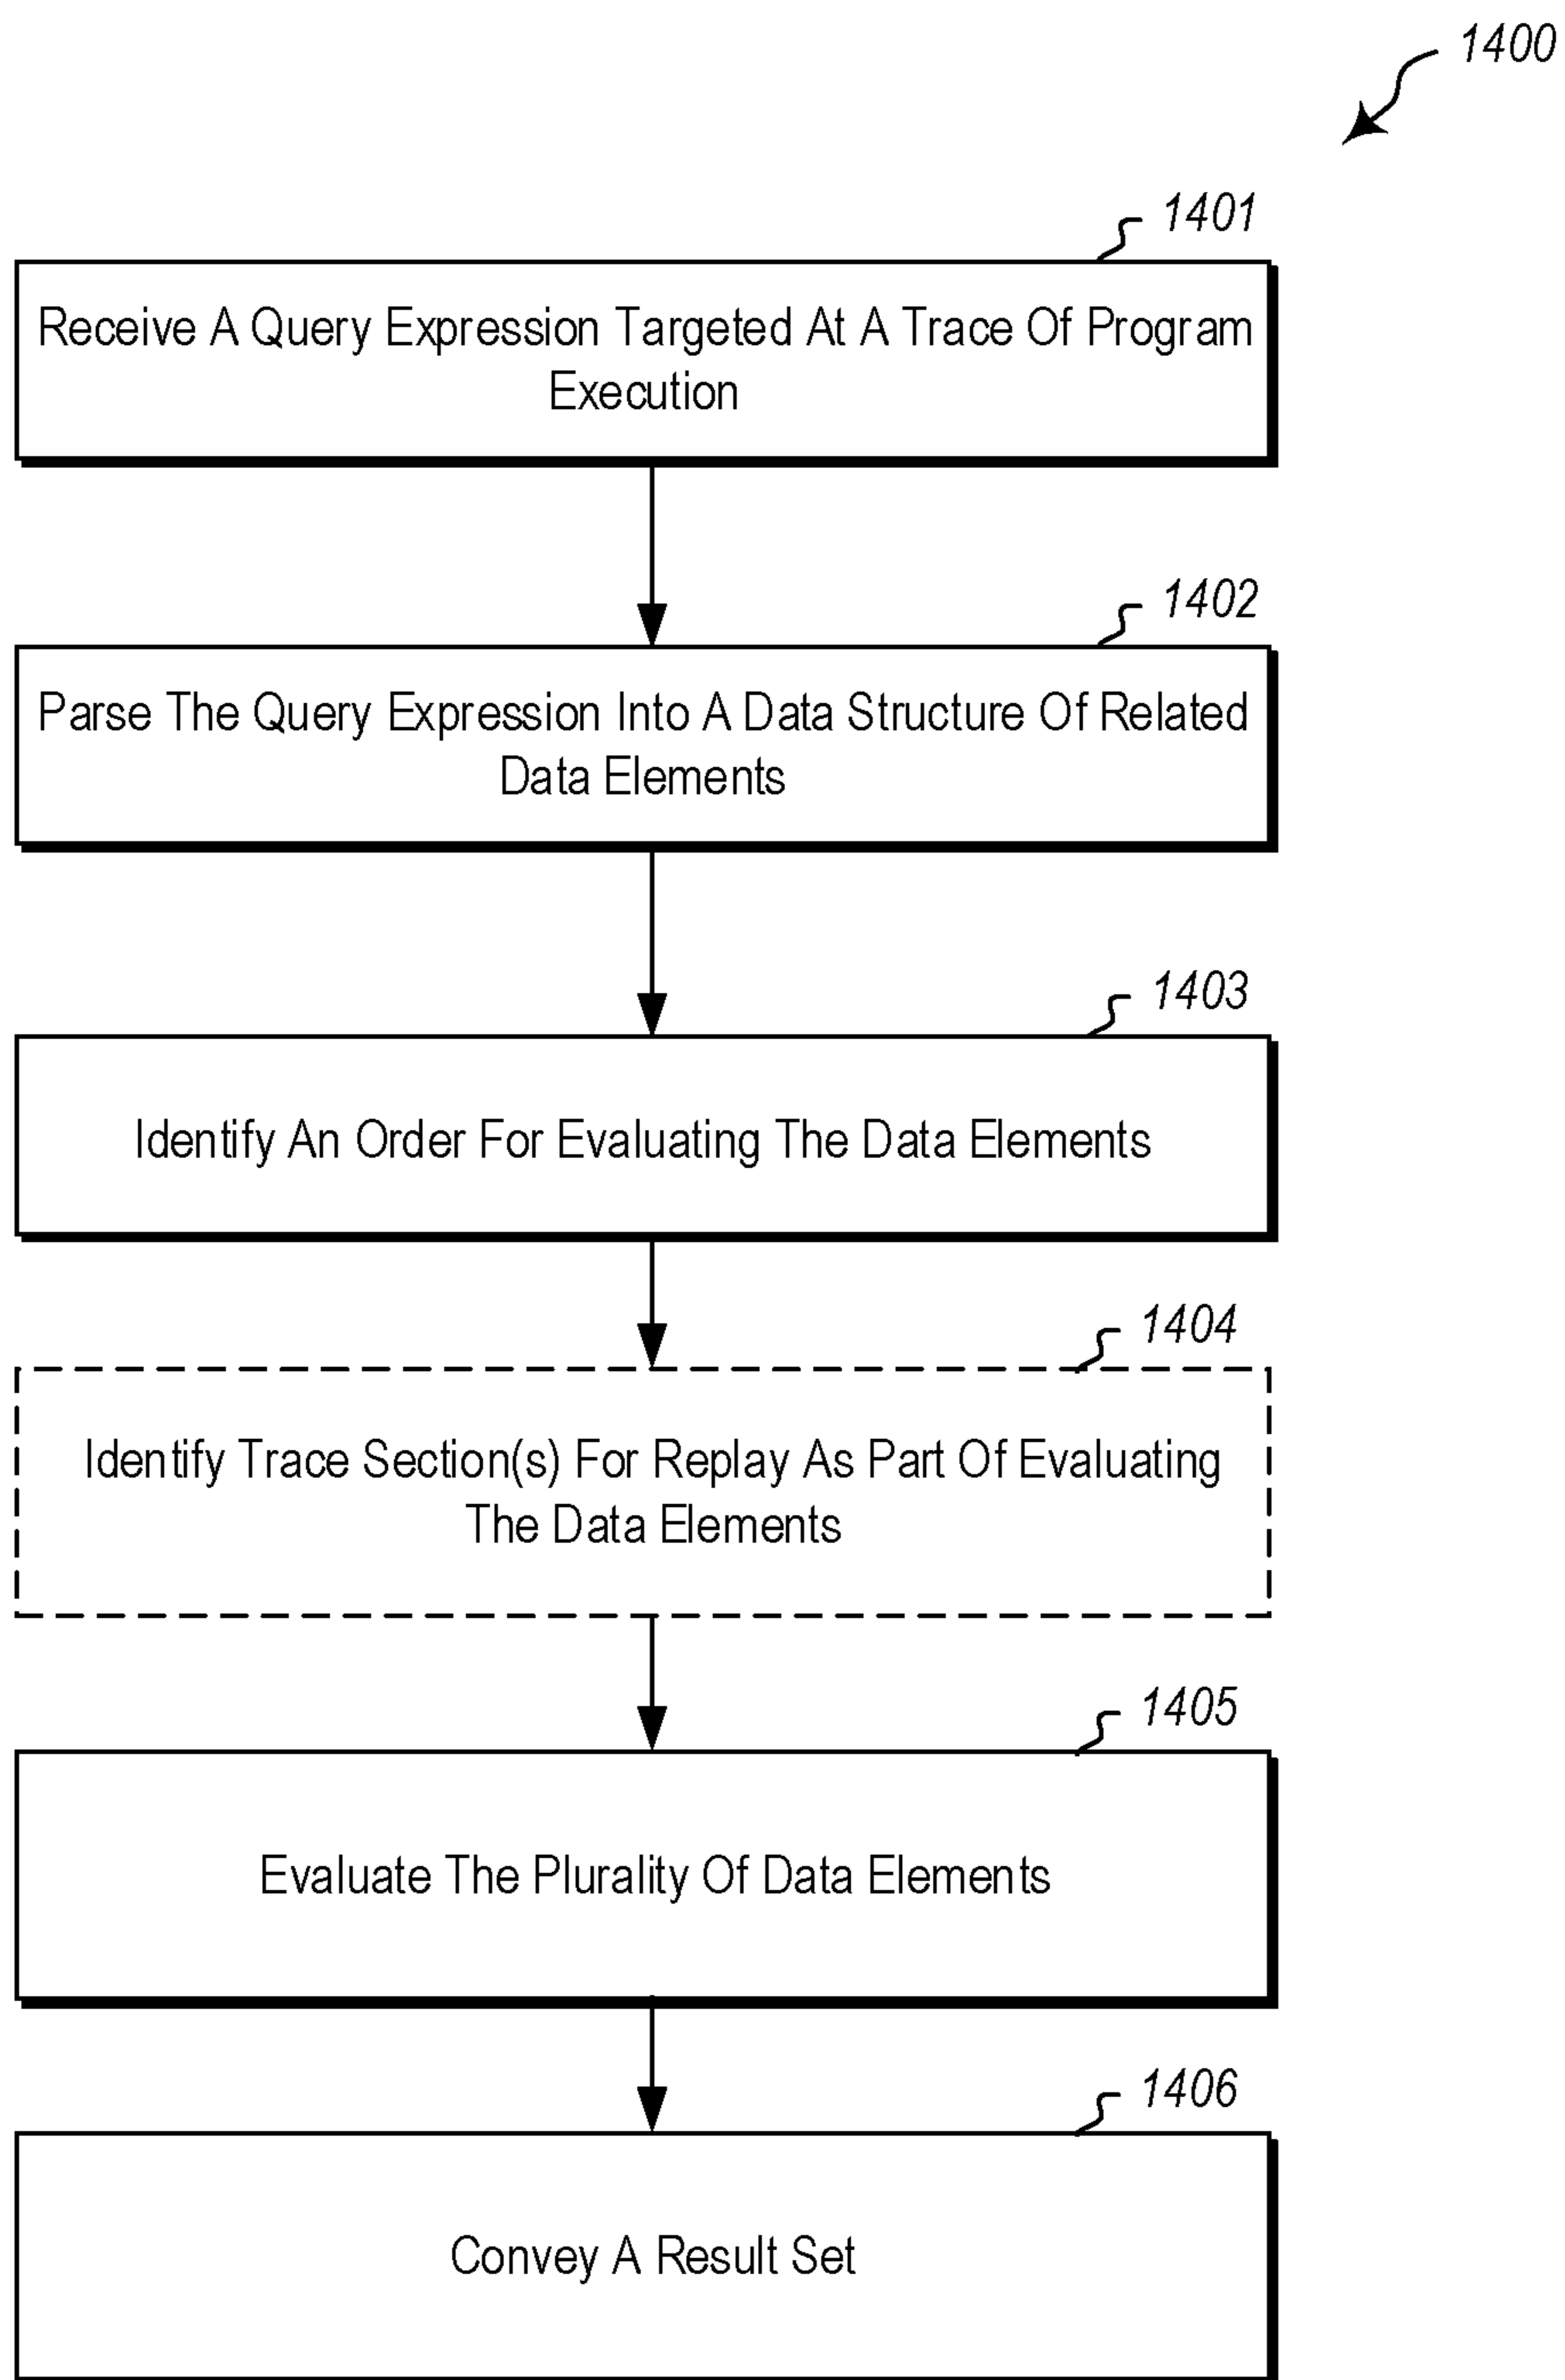 1400
1401
Receive A Query Expression Targeted At A Trace Of Program
Execution
1402
Parse The Query Expression Into A Data Structure Of Related
Data Elements
1403
Identify An Order For Evaluating The Data Elements
1404
Identify Trace Section(s) For Replay As Part Of Evaluating
The Data Elements
1405
Evaluate The Plurality Of Data Elements
1406
Convey A Result Set